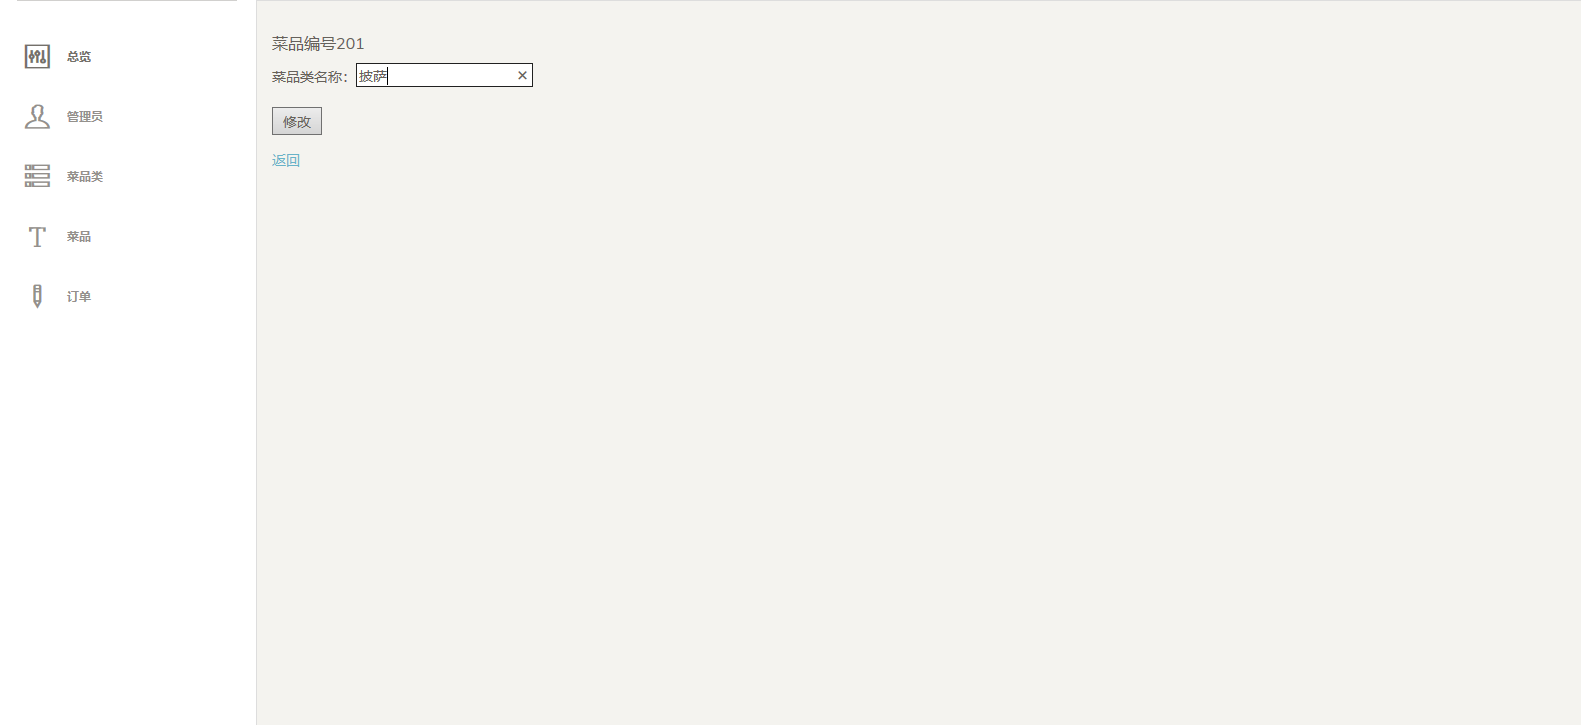 总览
管理员
菜品类
菜品
订单
菜品编号201
菜品类名称：披萨
修改
返回